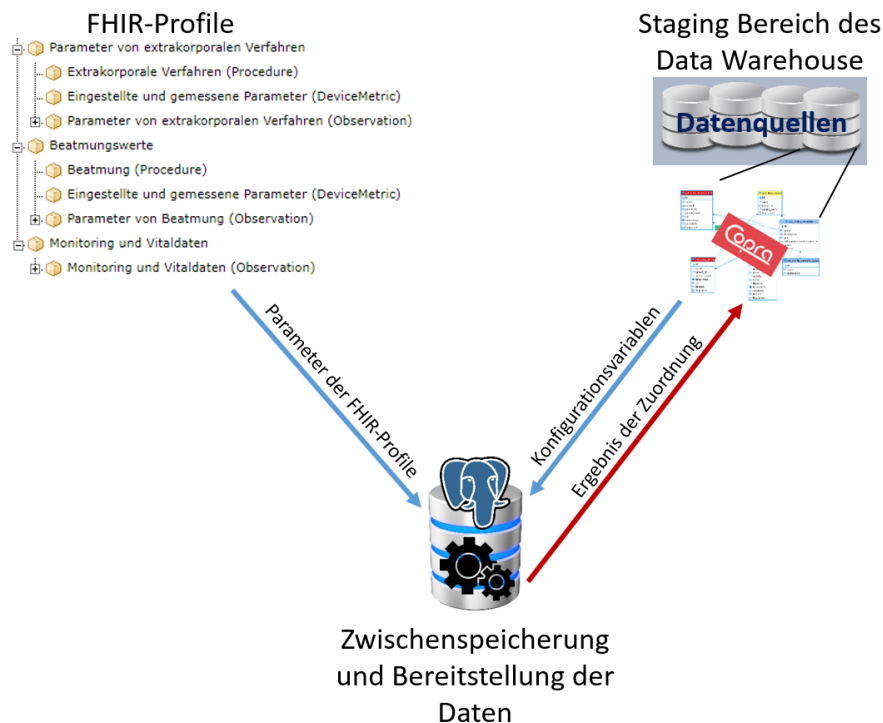 FHIR-Profile
Parameter von extrakorporalen Verfahren
Extrakorporale Verfahren (Procedure)
Eingestellte und gemessene Parameter (DeviceMetric)
Parameter von extrakorporalen Verfahren (Observation)
Beatmungswerte
Beatmung (Procedure)
Eingestellte und gemessene Parameter (DeviceMetric)
Parameter von Beatmung (Observation)
Monitoring und Vitaldaten
Monitoring und Vitaldaten (Observation)
Staging Bereich des
Data Warehouse
Datenquellen
Copra
Parameter der FHIR-Profile
Konfigurationsvariablen
Ergebnis der Zuordnung
Zwischenspeicherung
und Bereitstellung der
Daten